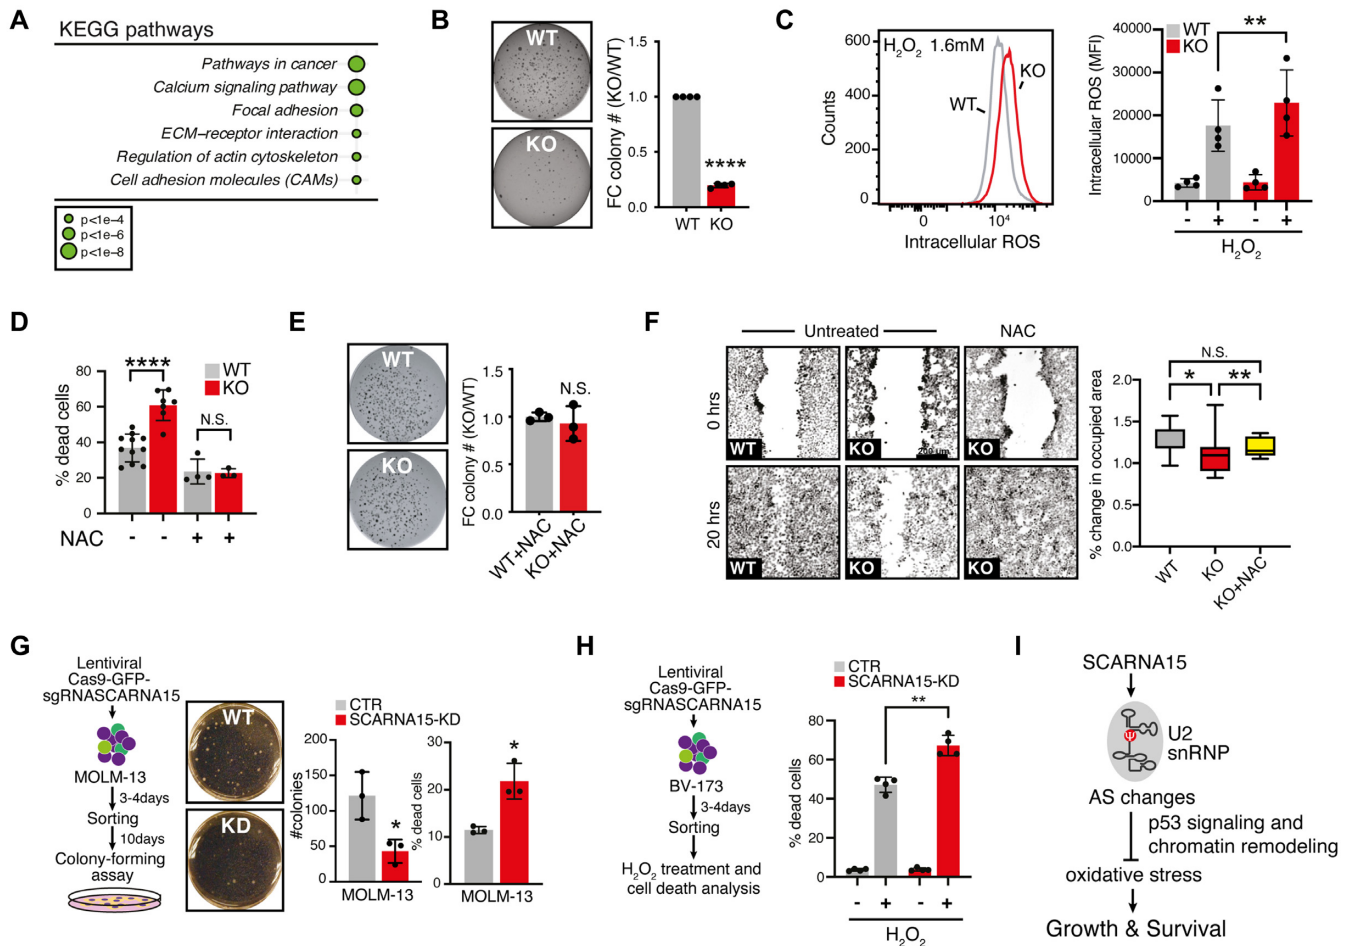 A
KEGG pathways
Pathways in cancer
Calcium signaling pathway
Focal adhesion
ECM–receptor interaction
Regulation of actin cytoskeleton
Cell adhesion molecules (CAMs)
p<1e–4
p<1e–6
p<1e–8
B
WT
KO
FC colony # (KO/WT)
1.5
1.0
0.5
0.0
****
WT KO
C
H2O2 1.6mM
Counts
600
400
200
0
WT
KO
0
10⁴
Intracellular ROS
WT
KO
**
Intracellular ROS (MFI)
40000
30000
20000
10000
0
- + - +
H2O2
D
WT
KO
% dead cells
80
60
40
20
0
****
N.S.
NAC - - + +
E
WT
KO
FC colony # (KO/WT)
1.5
1.0
0.5
0.0
N.S.
WT+NAC
KO+NAC
F
Untreated
NAC
0 hrs
20 hrs
WT
KO
200 um
KO
WT
KO
KO
% change in occupied area
2.0
1.5
1.0
0.5
0.0
N.S.
*
**
WT
KO
KO+NAC
G
Lentiviral
Cas9-GFP-
sgRNASCARNA15
MOLM-13
3-4days
Sorting
10days
Colony-forming
assay
WT
KD
CTR
SCARNA15-KD
#colonies
200
150
100
50
0
*
MOLM-13
% dead cells
30
20
10
0
*
MOLM-13
H
Lentiviral
Cas9-GFP-
sgRNASCARNA15
BV-173
3-4days
Sorting
H2O2 treatment and
cell death analysis
CTR
SCARNA15-KD
% dead cells
80
60
40
20
0
**
- + - +
H2O2
I
SCARNA15
Ψ
U2
snRNP
AS changes
p53 signaling and
chromatin remodeling
oxidative stress
Growth & Survival